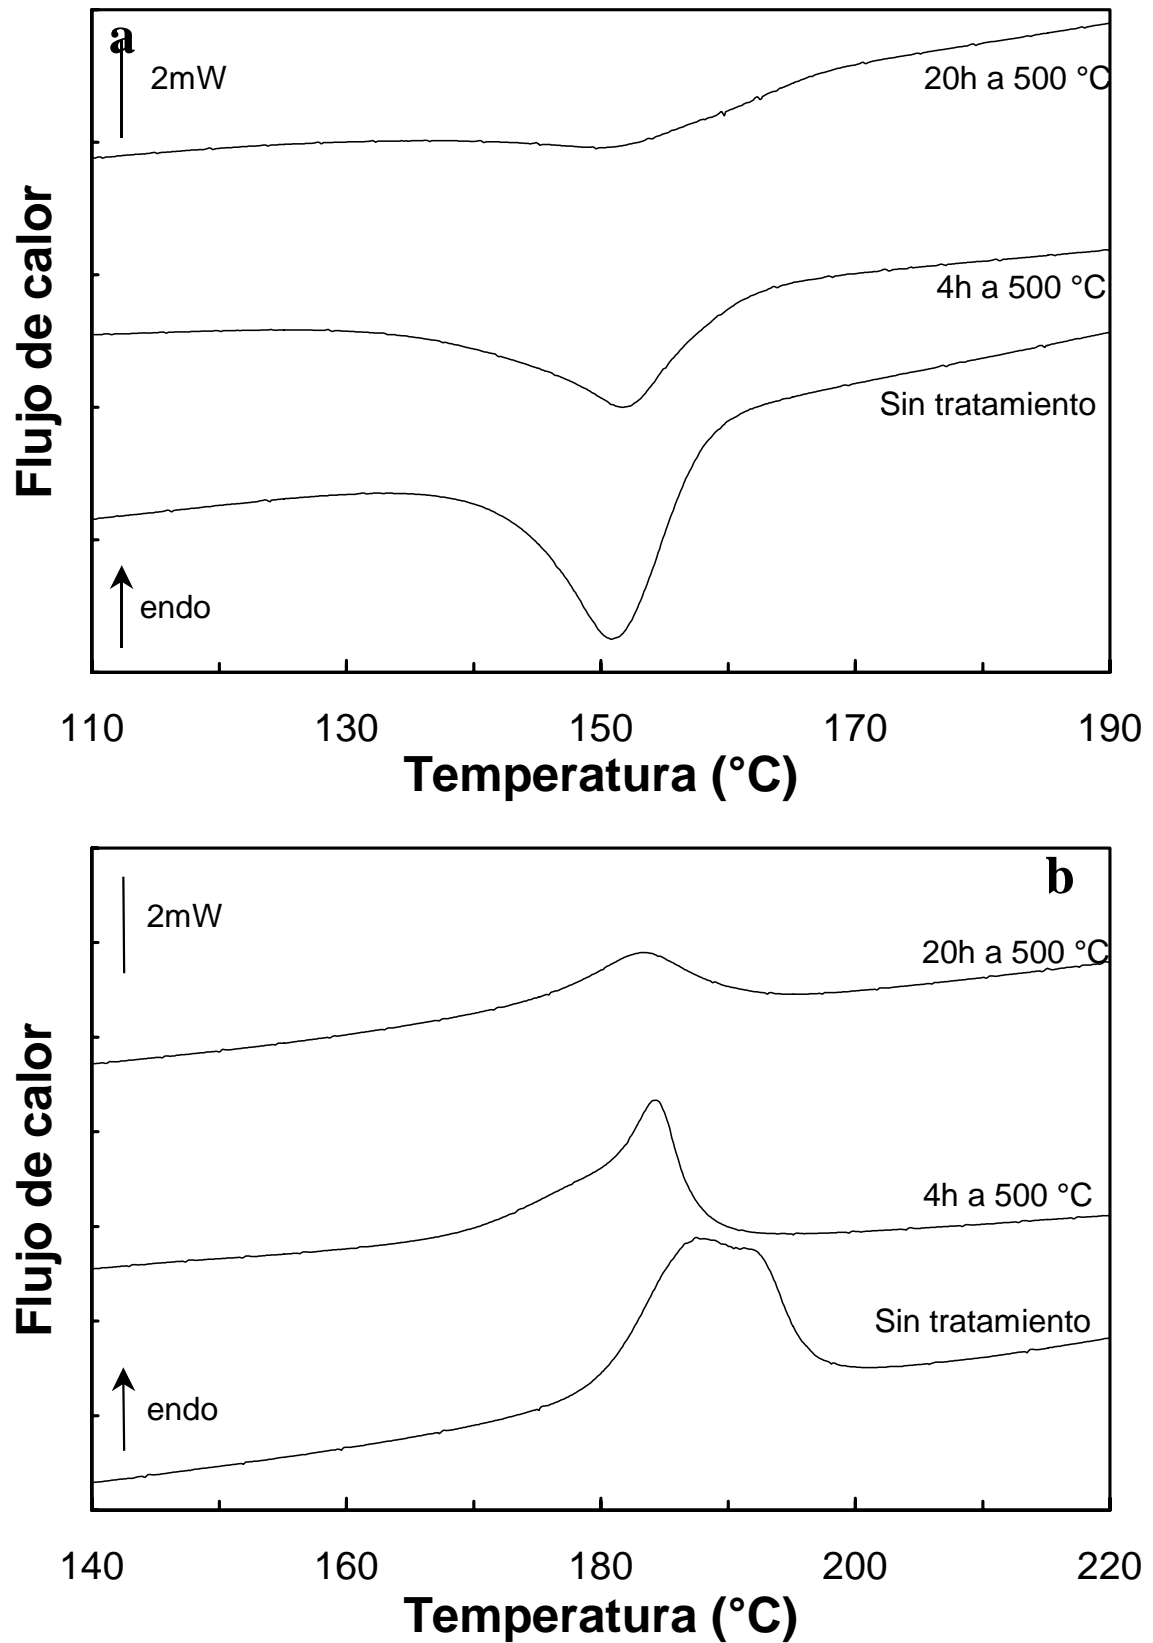 a
2mW
20h a 500 °C
4h a 500 °C
Sin tratamiento
endo
Flujo de calor
110 130 150 170 190
Temperatura (°C)
b
2mW
20h a 500 °C
4h a 500 °C
Sin tratamiento
endo
Flujo de calor
140 160 180 200 220
Temperatura (°C)